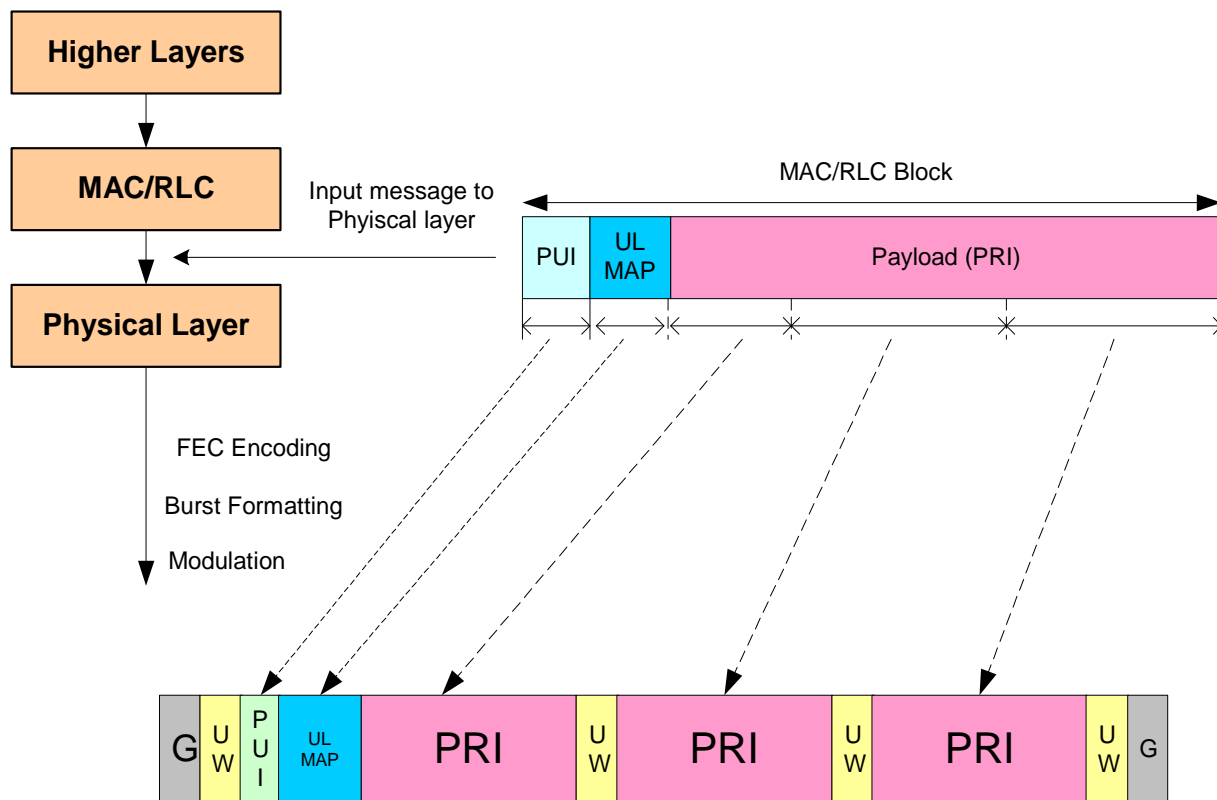 Higher Layers
MAC/RLC
Physical Layer
Input message to
Phyiscal layer
MAC/RLC Block
PUI
UL
MAP
Payload (PRI)
FEC Encoding
Burst Formatting
Modulation
G
U
W
P
U
I
UL
MAP
PRI
U
W
PRI
U
W
PRI
U
W
G